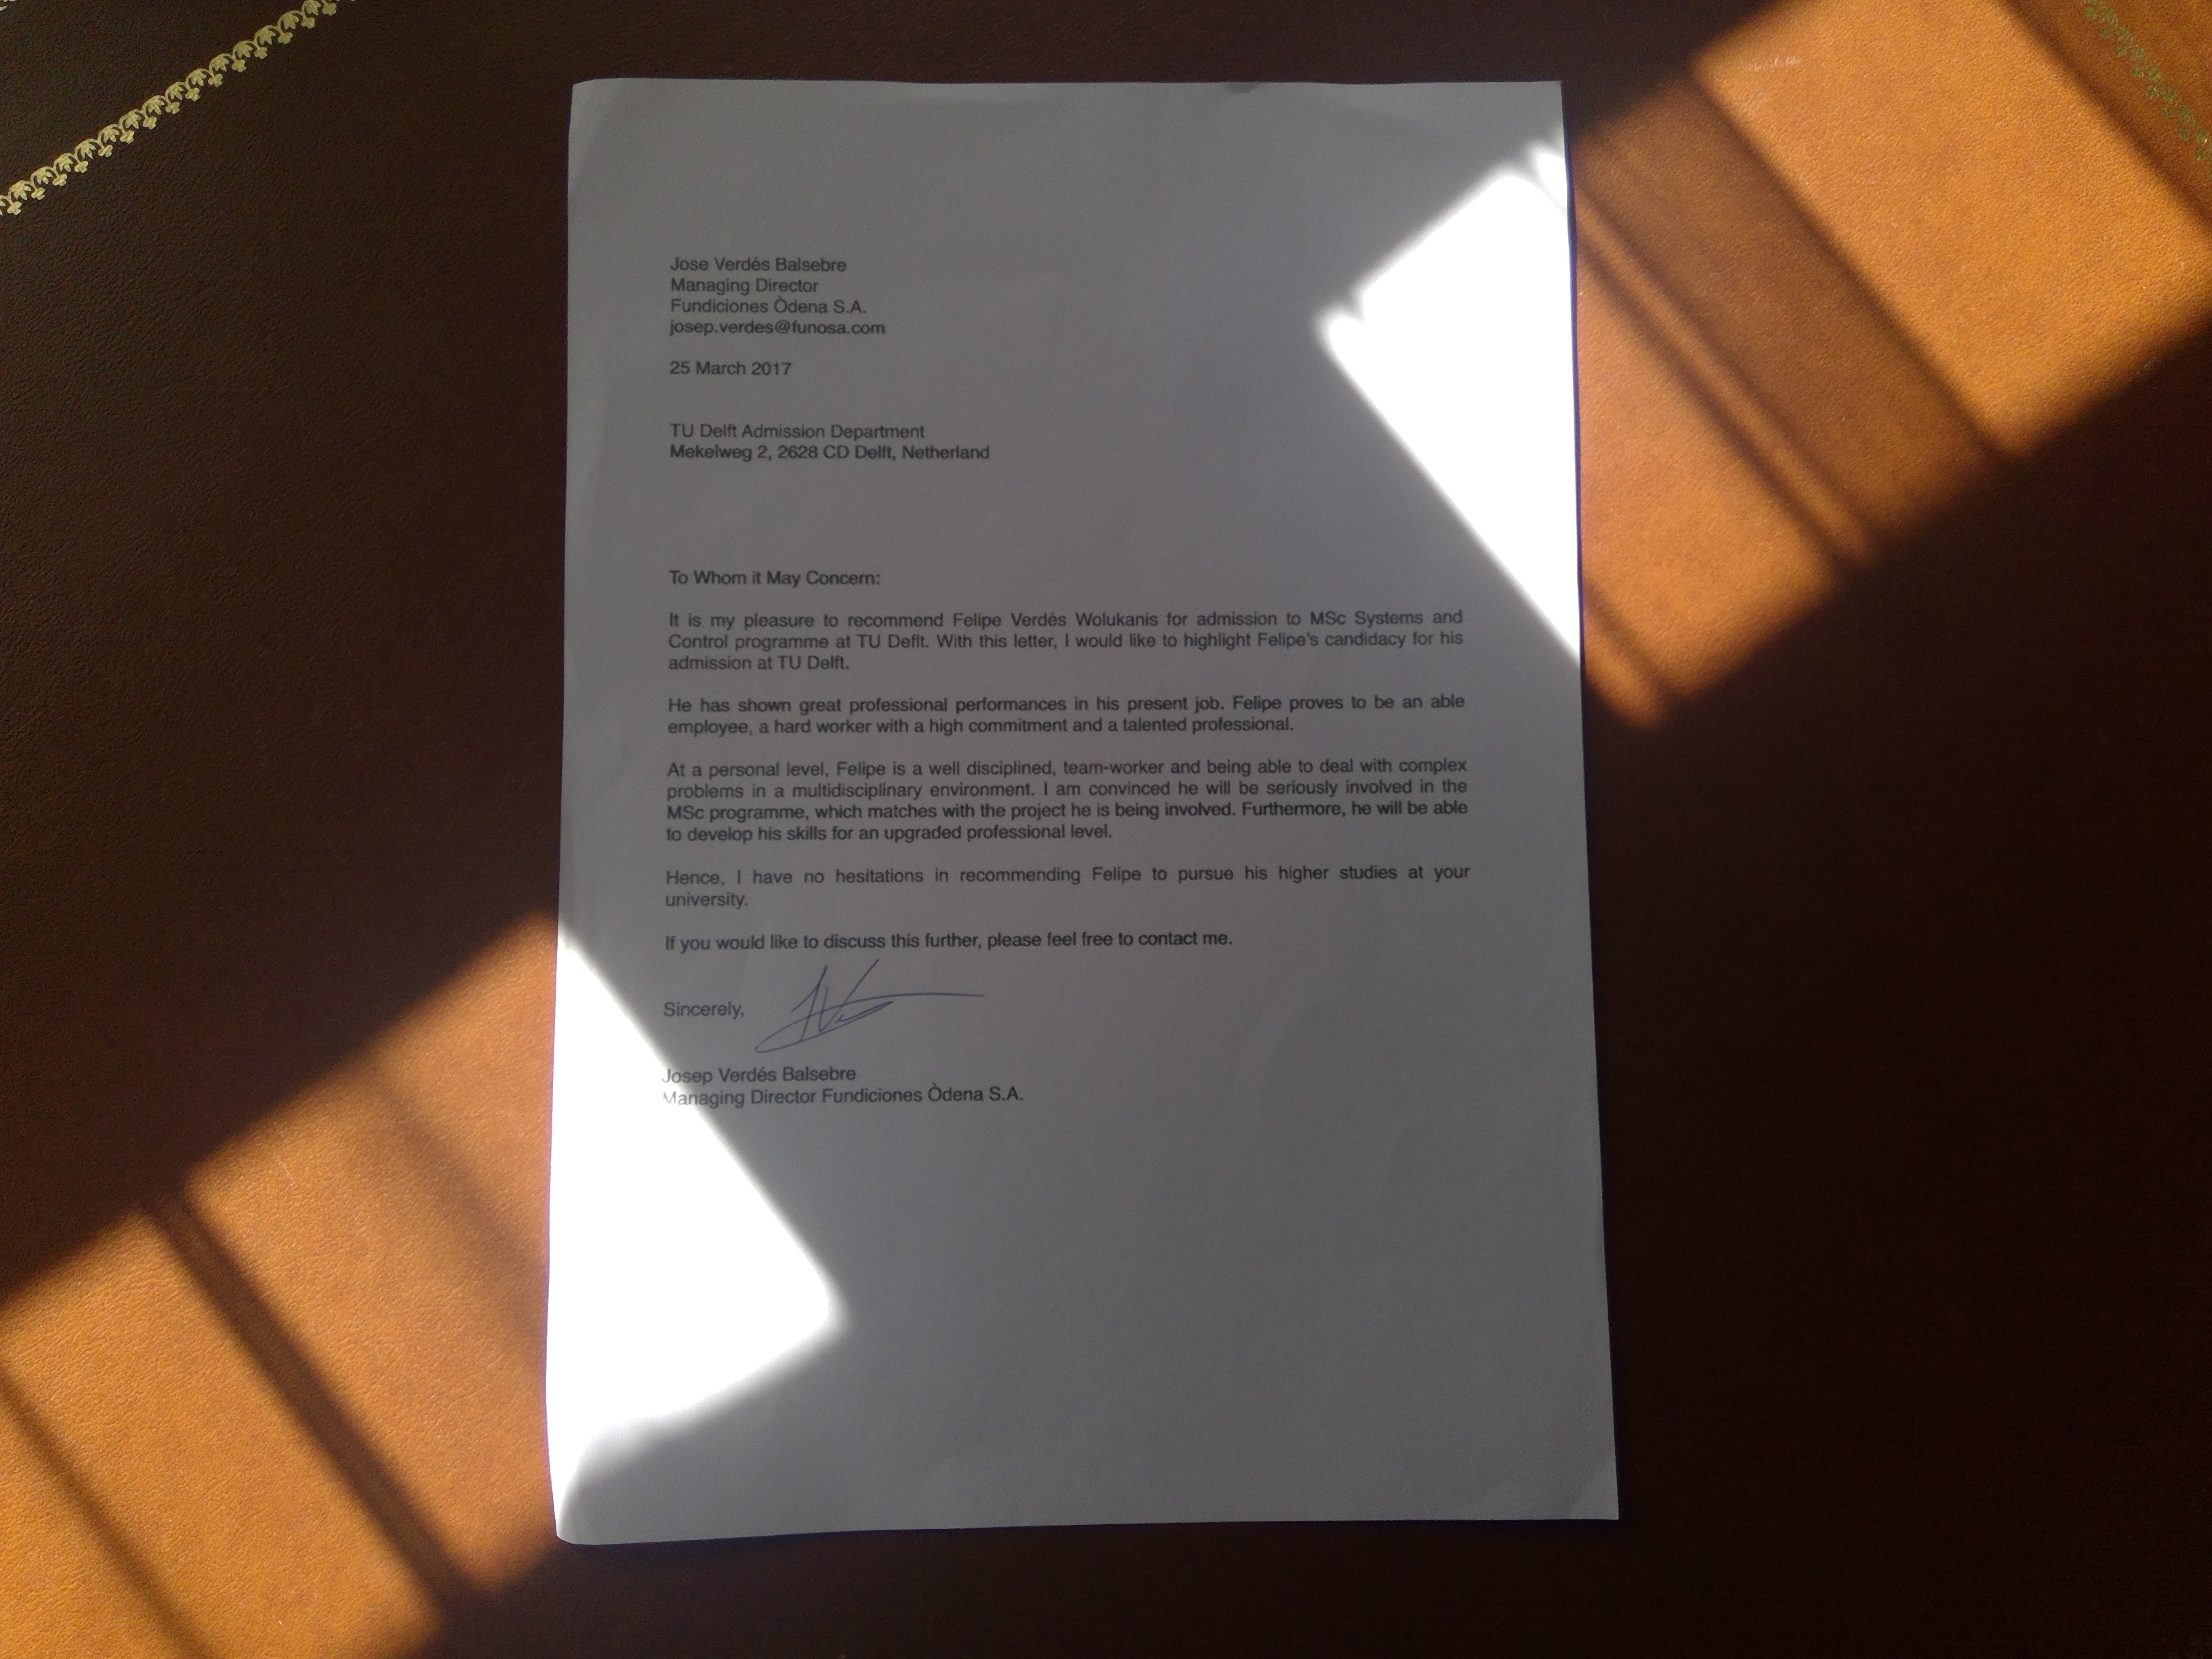 Jose Verdés Balsebre
Managing Director
Fundiciones Òdena S.A.
josep.verdes@funosa.com
25 March 2017
TU Delft Admission Department
Mekelweg 2, 2628 CD Delft, Netherland
To Whom it May Concern:
It is my pleasure to recommend Felipe Verdés Wolukanis for admission to MSc Systems and
Control programme at TU Deflt. With this letter, I would like to highlight Felipe's candidacy for his
admission at TU Delft.
He has shown great professional performances in his present job. Felipe proves to be an able
employee, a hard worker with a high commitment and a talented professional.
At a personal level, Felipe is a well disciplined, team-worker and being able to deal with complex
problems in a multidisciplinary environment. I am convinced he will be seriously involved in the
MSc programme, which matches with the project he is being involved. Furthermore, he will be able
to develop his skills for an upgraded professional level.
Hence, I have no hesitations in recommending Felipe to pursue his higher studies at your
university.
If you would like to discuss this further, please feel free to contact me.
Sincerely,
Josep Verdés Balsebre
Managing Director Fundiciones Òdena S.A.